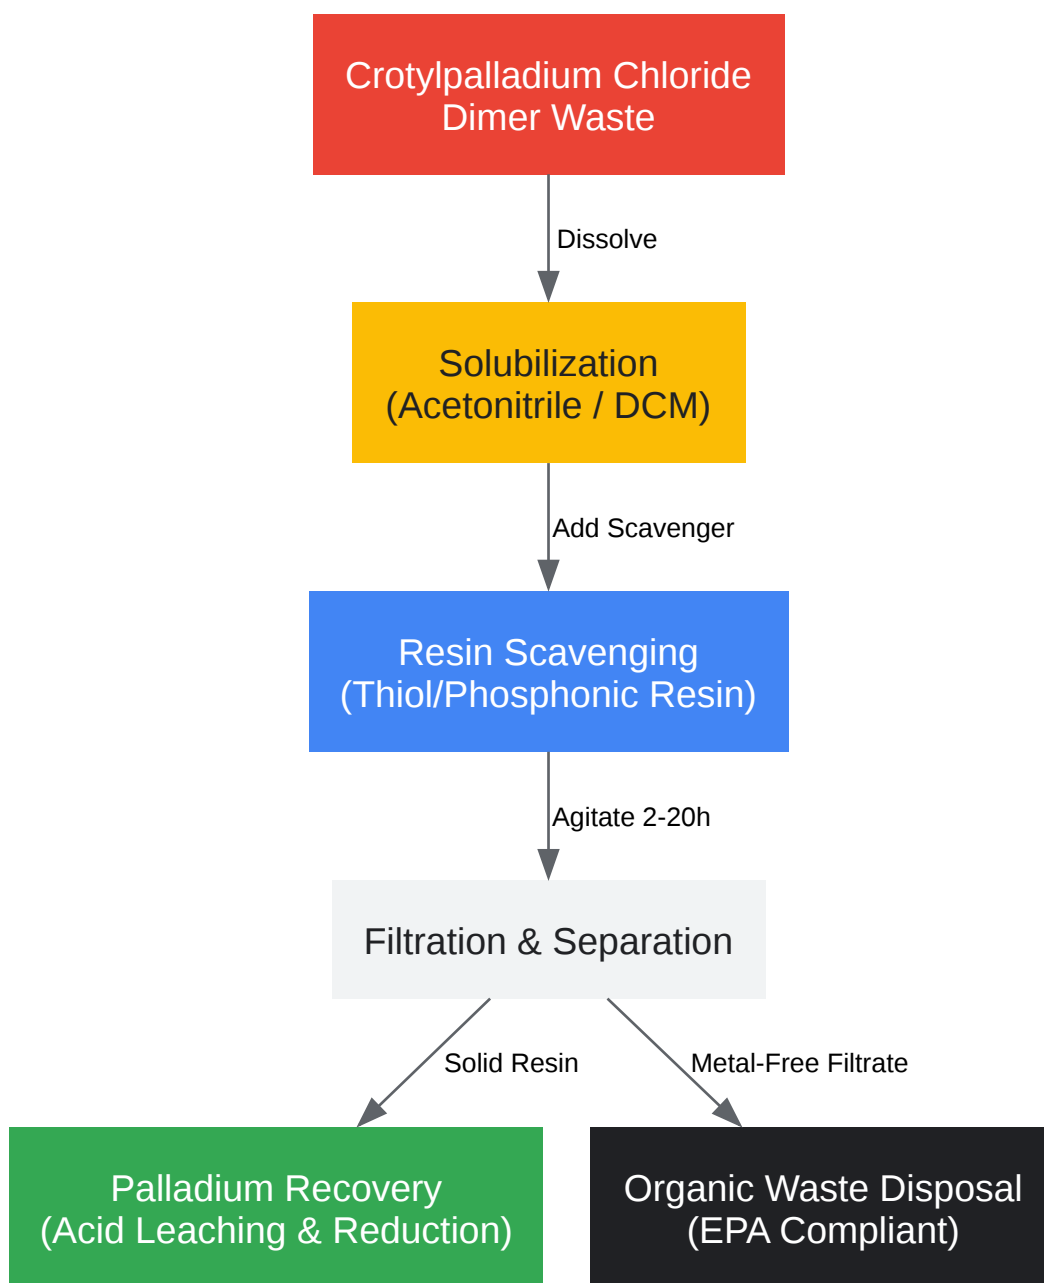 Crotylpalladium Chloride
Dimer Waste
Dissolve
Solubilization
(Acetonitrile / DCM)
Add Scavenger
Resin Scavenging
(Thiol/Phosphonic Resin)
Agitate 2-20h
Filtration & Separation
Solid Resin
Metal-Free Filtrate
Palladium Recovery
(Acid Leaching & Reduction)
Organic Waste Disposal
(EPA Compliant)